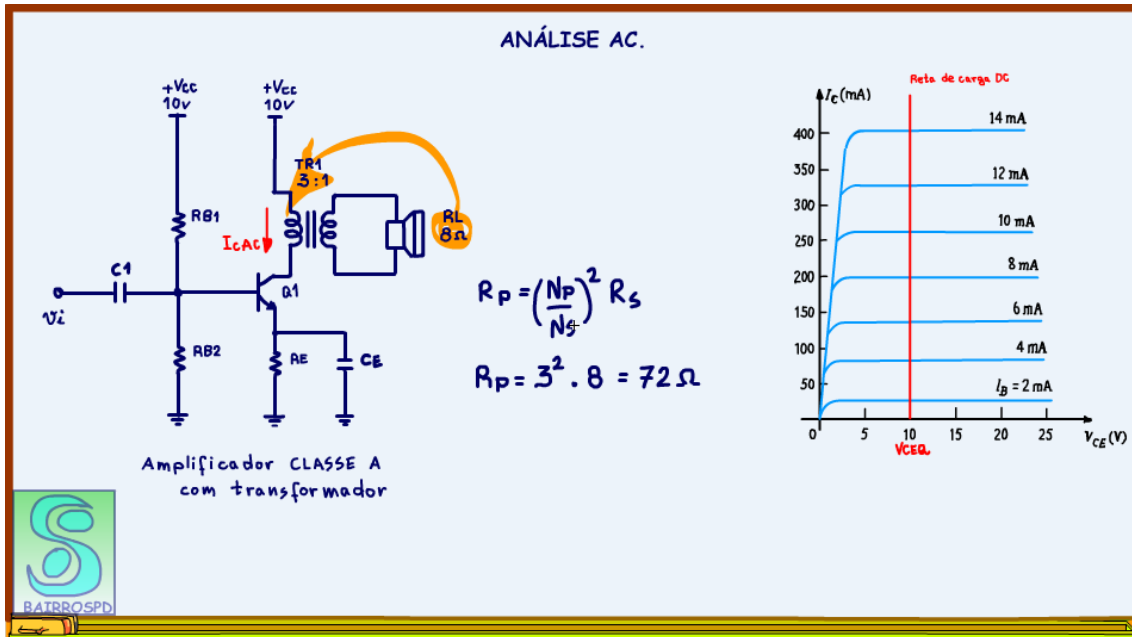 ANÁLISE AC.
+Vcc
10v
+Vcc
10v
TR1
3:1
RB1
ICAC
RL
8Ω
C1
Q1
Vi
RB2
RE
CE
Amplificador CLASSE A
com transformador
Rp = (Np/Ns)² Rs
Rp = 3² . 8 = 72 Ω
Reta de carga DC
IC (mA)
14 mA
400
350
12 mA
300
10 mA
250
8 mA
200
150
6 mA
100
4 mA
50
IB = 2 mA
0 5 10 15 20 25 VCE (V)
VCEQ
BAIRROSPD